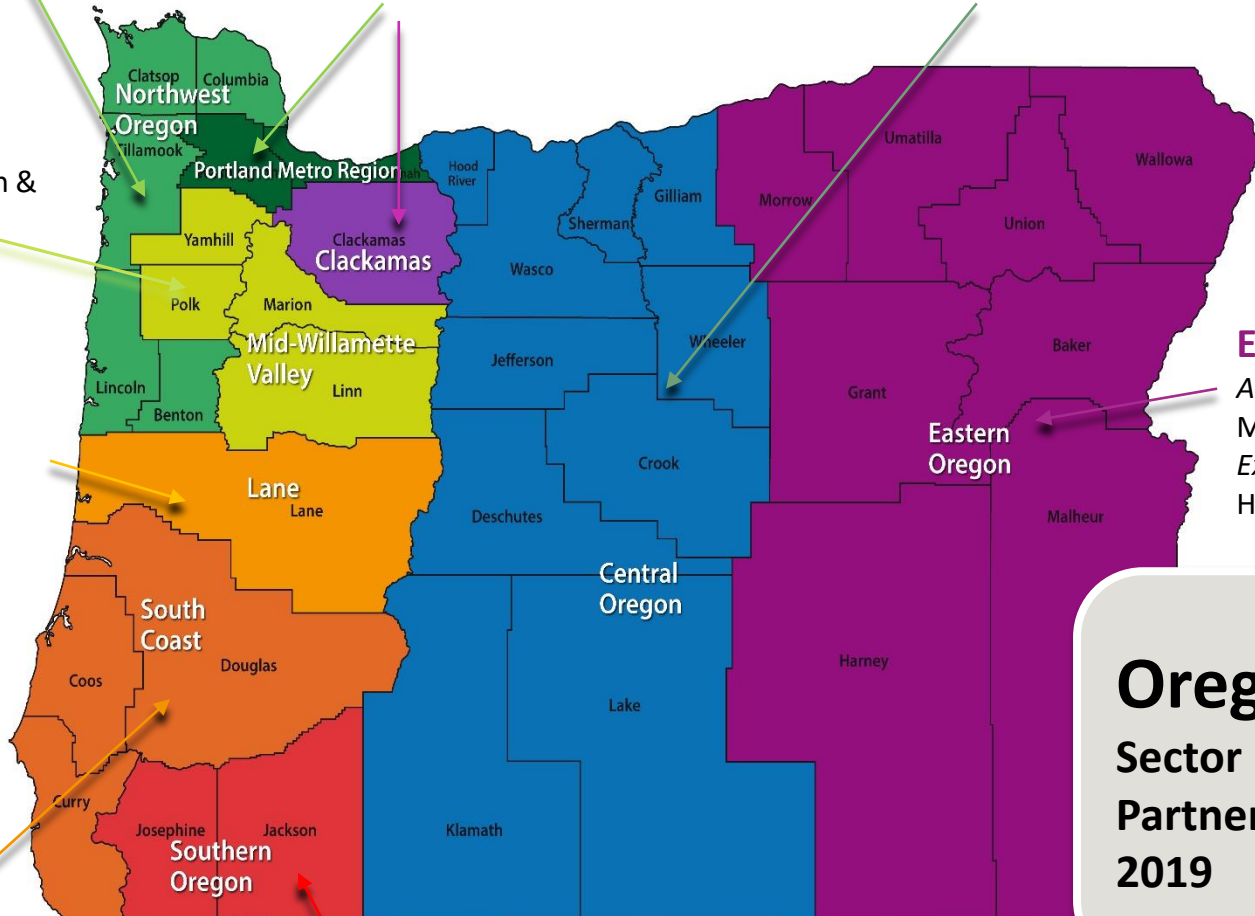 Clatsop
Columbia
Northwest
Oregon
Tillamook
Portland Metro Region
Hood
River
Umatilla
Wallowa
Morrow
Gilliam
Sherman
Union
&
Yamhill
Clackamas
Clackamas
Wasco
Polk
Marion
Mid-Willamette
Valley
Wheeler
Jefferson
Baker
Linn
Lincoln
Benton
Grant
Eastern
Oregon
Crook
Lane
Lane
Deschutes
Malheur
Central
Oregon
South
Coast
Douglas
Coos
Harney
Lake
Curry
Josephine
Jackson
Klamath
Southern
Oregon
Sector
2019